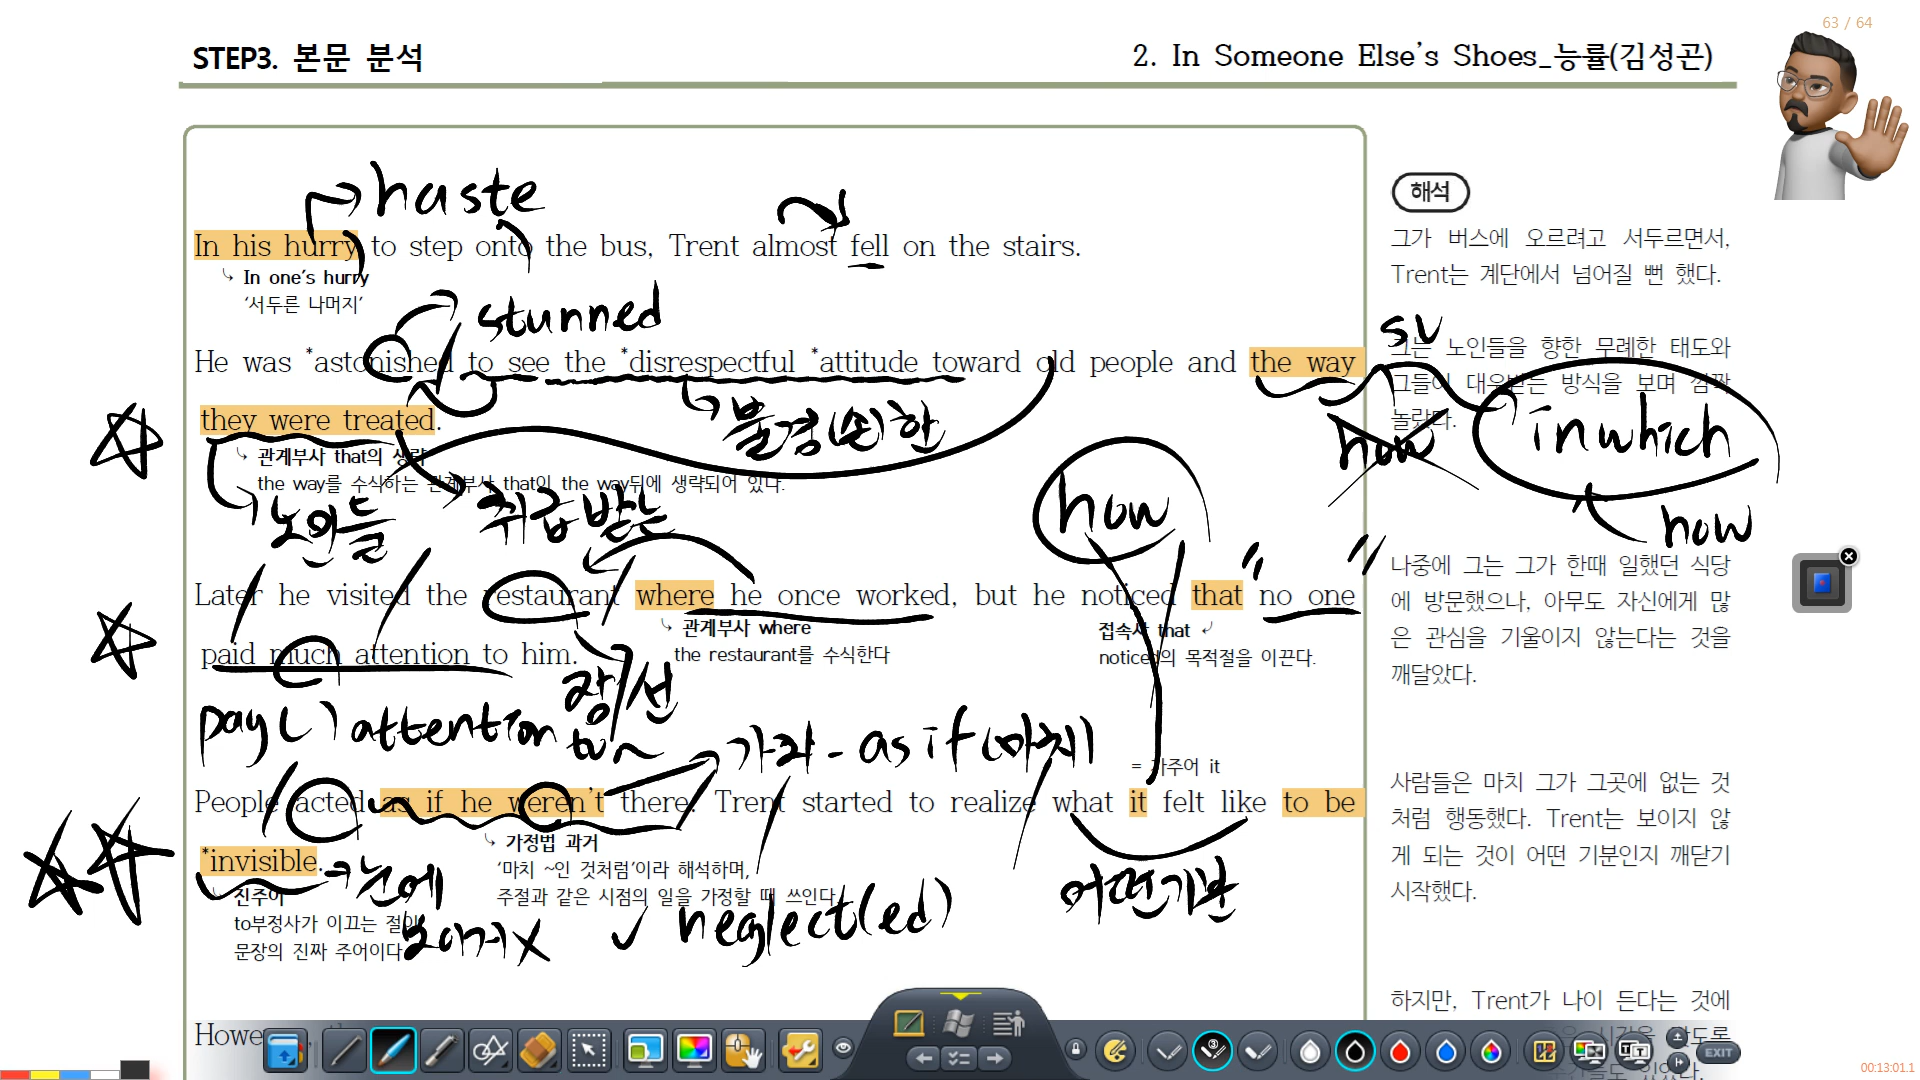 63 / 64
STEP3. 본문 분석
2. In Someone Else's Shoes_능률(김성곤)
해석
haste
In his hurry to step onto the bus, Trent almost fell on the stairs.
그가 버스에 오르려고 서두르면서,
Trent는 계단에서 넘어질 뻔 했다.
In one's hurry
'서두른 나머지'
stunned
sv
He was *astonished to see the *disrespectful *attitude toward old people and the way
they were treated.
그는 노인들을 향한 무례한 태도와
그들이 대우받는 방식을 보며 깜짝
놀랐다.
불경(손)한
how
in which
how
관계부사 that의 생략
the way를 수식하는 관계부사 that이 the way뒤에 생략되어 있다.
노인들
취급 받는
how
Later he visited the restaurant where he once worked, but he noticed that no one
paid much attention to him.
나중에 그는 그가 한때 일했던 식당
에 방문했으나, 아무도 자신에게 많
은 관심을 기울이지 않는다는 것을
깨달았다.
관계부사 where
the restaurant를 수식한다
접속사 that
noticed의 목적절을 이끈다.
장/선
pay ( ) attention to ~
가과 - as if (마치)
= 가주어 it
People acted as if he weren't there. Trent started to realize what it felt like to be
*invisible.
사람들은 마치 그가 그곳에 없는 것
처럼 행동했다. Trent는 보이지 않
게 되는 것이 어떤 기분인지 깨닫기
시작했다.
가정법 과거
'마치 ~인 것처럼'이라 해석하며,
주절과 같은 시점의 일을 가정할 때 쓰인다.
진주어
to부정사가 이끄는 절이
문장의 진짜 주어이다
눈에
보이지 X
neglect(ed)
어떤기분
하지만, Trent가 나이 든다는 것에
EXIT
00:13:01.1